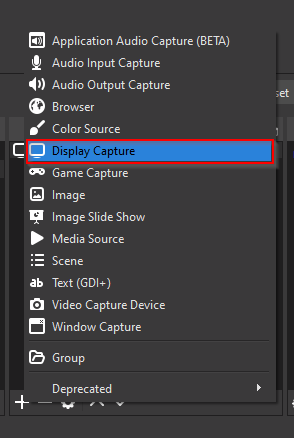 Application Audio Capture (BETA)
Audio Input Capture
Audio Output Capture
Browser
set
Color Source
Display Capture
Game Capture
Image
Image Slide Show
Media Source
Scene
ab Text (GDI+)
Video Capture Device
Window Capture
Group
Deprecated